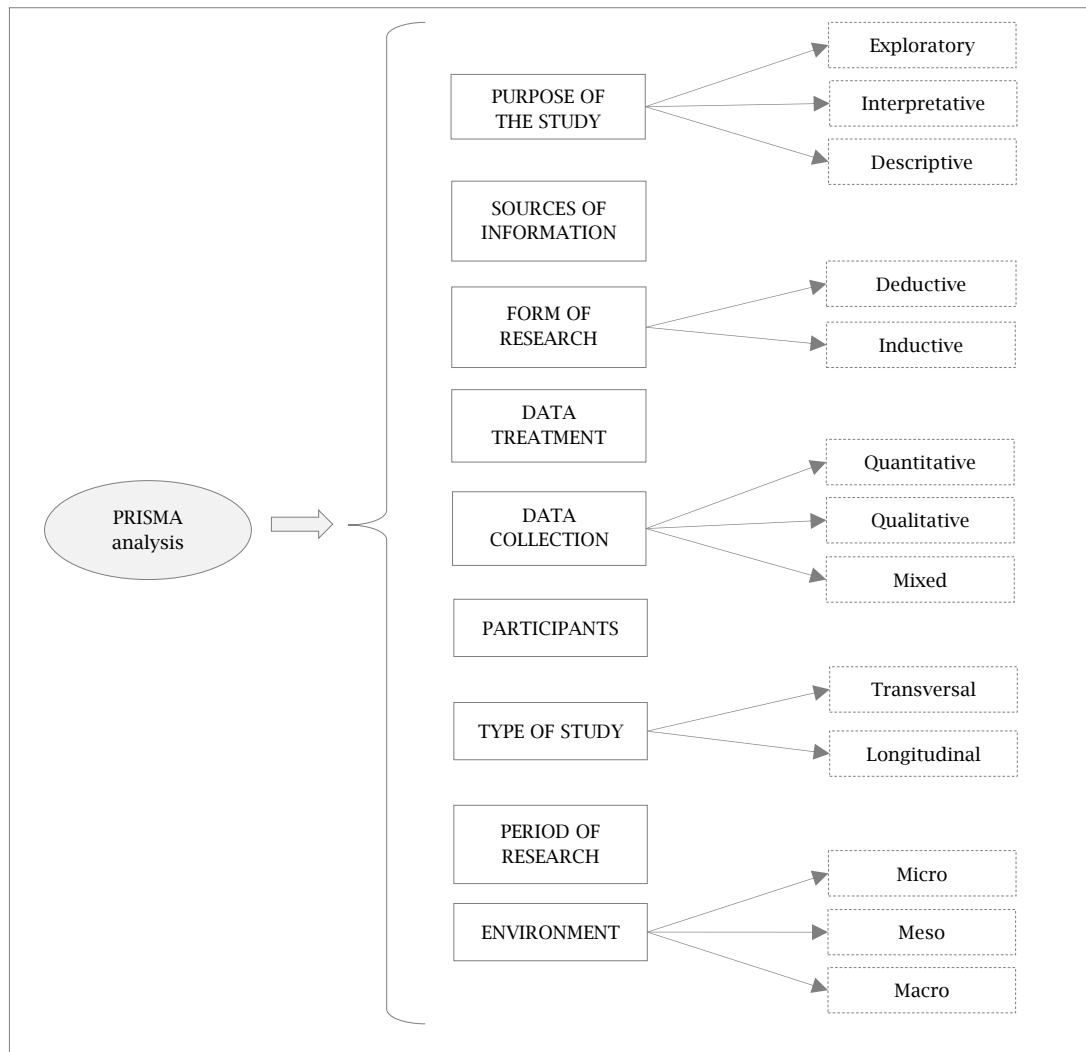 PRISMA
analysis
PURPOSE OF
THE STUDY
Exploratory
Interpretative
Descriptive
SOURCES OF
INFORMATION
FORM OF
RESEARCH
Deductive
Inductive
DATA
TREATMENT
DATA
COLLECTION
Quantitative
Qualitative
Mixed
PARTICIPANTS
TYPE OF STUDY
Transversal
Longitudinal
PERIOD OF
RESEARCH
ENVIRONMENT
Micro
Meso
Macro